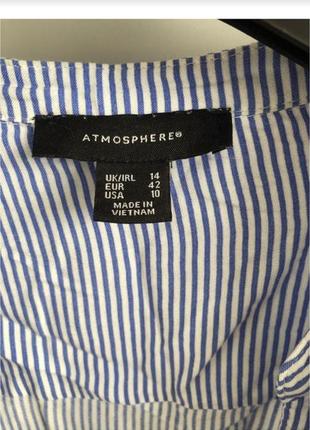 ATMOSPHERE®
UK/IRL 14
EUR 42
USA 10
MADE IN
VIETNAM